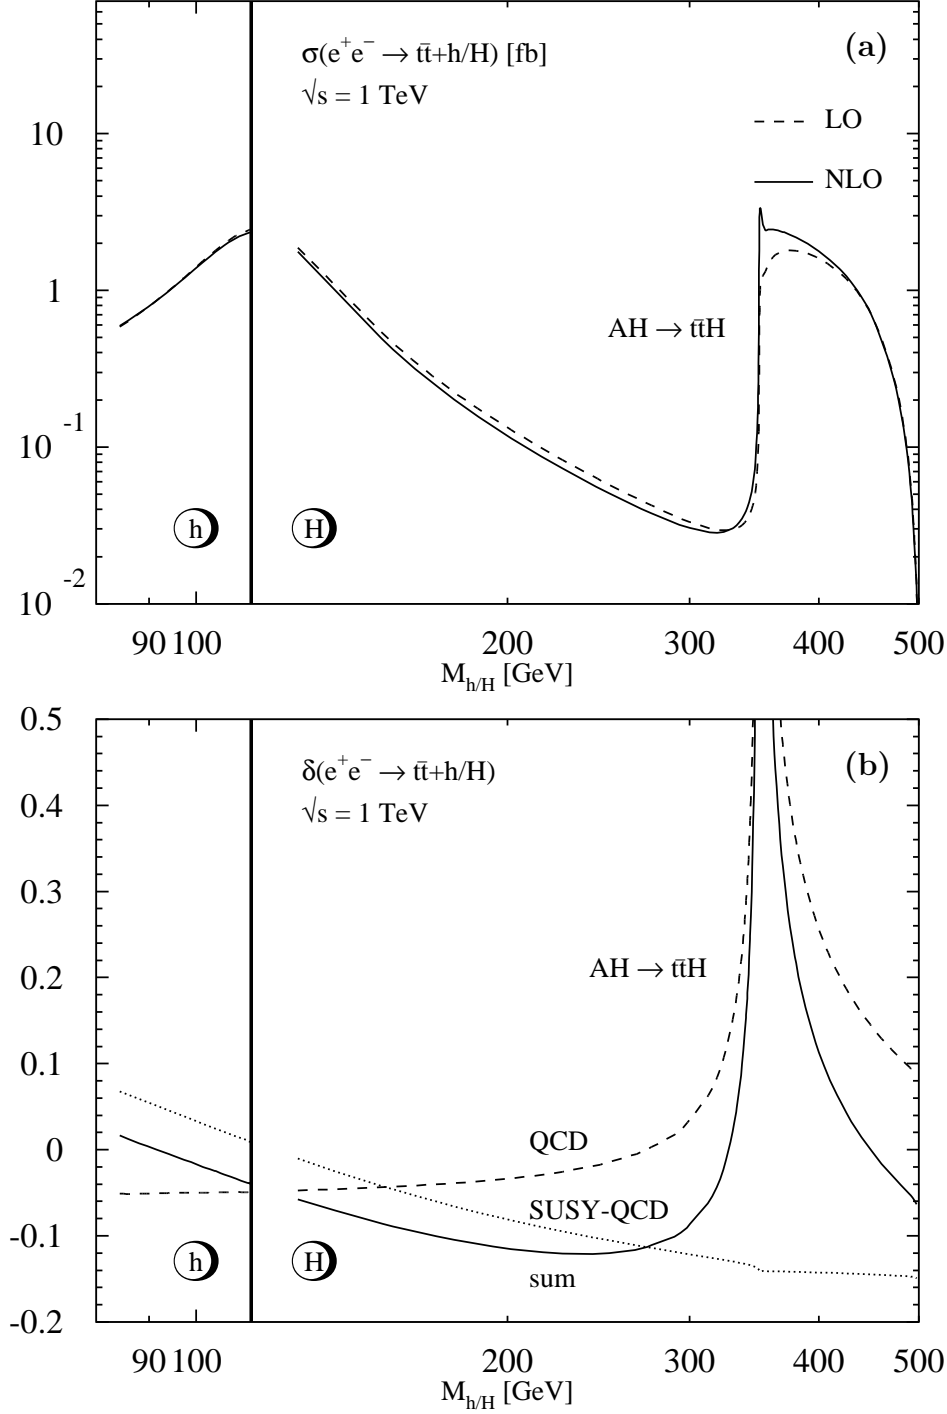 σ(e⁺e⁻ → tt̄+h/H) [fb]
(a)
√s = 1 TeV
10
LO
NLO
1
AH → tt̄H
10⁻¹
h
H
10⁻²
90 100 200 300 400 500
M_h/H [GeV]
0.5
δ(e⁺e⁻ → tt̄+h/H)
(b)
√s = 1 TeV
0.4
0.3
AH → tt̄H
0.2
0.1
QCD
0
SUSY-QCD
-0.1
h
H
sum
-0.2
90 100 200 300 400 500
M_h/H [GeV]